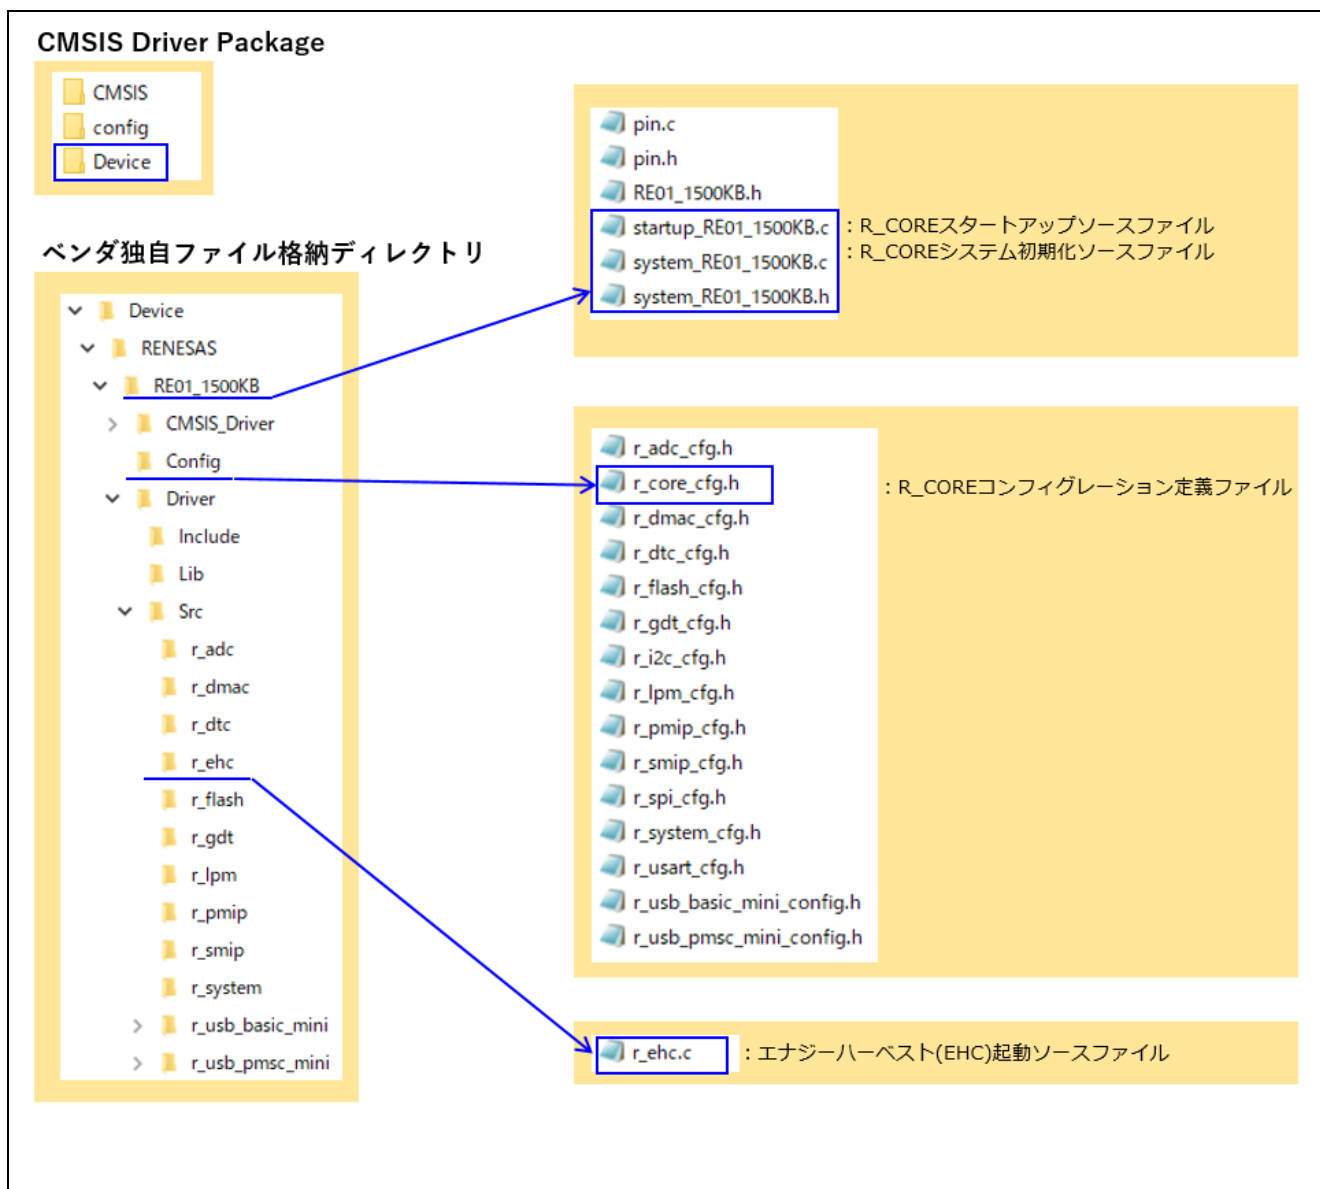 CMSIS Driver Package
CMSIS
config
Device
ベンダ独自ファイル格納ディレクトリ
Device
RENESAS
RE01_1500KB
CMSIS_Driver
Config
Driver
Include
Lib
Src
r_adc
r_dmac
r_dtc
r_ehc
r_flash
r_gdt
r_lpm
r_pmip
r_smip
r_system
r_usb_basic_mini
r_usb_pmsc_mini
pin.c
pin.h
RE01_1500KB.h
startup_RE01_1500KB.c ：R_COREスタートアップソースファイル
system_RE01_1500KB.c ：R_COREシステム初期化ソースファイル
system_RE01_1500KB.h
r_adc_cfg.h
r_core_cfg.h ：R_COREコンフィグレーション定義ファイル
r_dmac_cfg.h
r_dtc_cfg.h
r_flash_cfg.h
r_gdt_cfg.h
r_i2c_cfg.h
r_lpm_cfg.h
r_pmip_cfg.h
r_smip_cfg.h
r_spi_cfg.h
r_system_cfg.h
r_usart_cfg.h
r_usb_basic_mini_config.h
r_usb_pmsc_mini_config.h
r_ehc.c ：エナジーハーベスト(EHC)起動ソースファイル